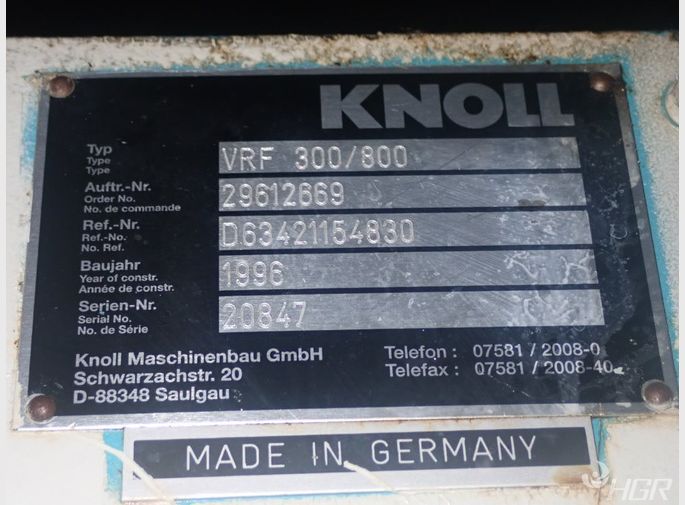 KNOLL
Typ
Type
Type
VRF 300/800
Auftr.-Nr.
Order No.
No. de commande
29612669
Ref.-Nr.
Ref.-No.
No. Ref.
D63421154830
Baujahr
Year of constr.
Année de constr.
1996
Serien-Nr.
Serial No.
No. de Série
20847
Knoll Maschinenbau GmbH
Schwarzachstr. 20
D-88348 Saulgau
Telefon : 07581 / 2008-0
Telefax : 07581 / 2008-40
MADE IN GERMANY
HGR